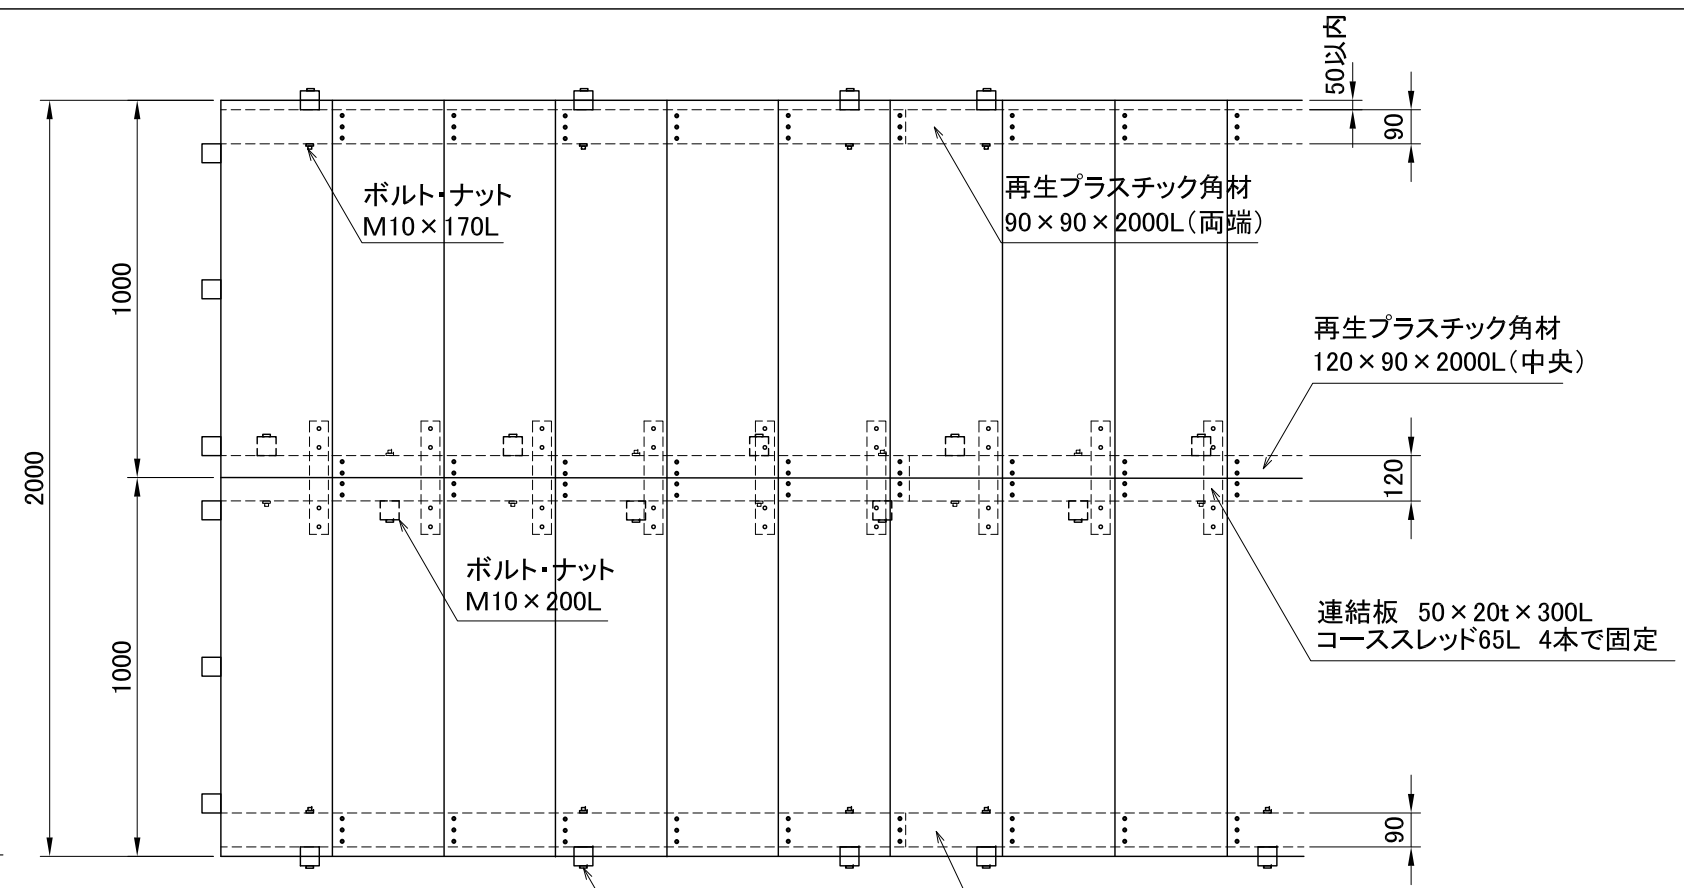 50以内
90
ボルト・ナット
M10×170L
再生プラスチック角材
90×90×2000L(両端)
1000
再生プラスチック角材
120×90×2000L(中央)
2000
120
ボルト・ナット
M10×200L
連結板 50×20t×300L
コーススレッド65L 4本で固定
1000
90